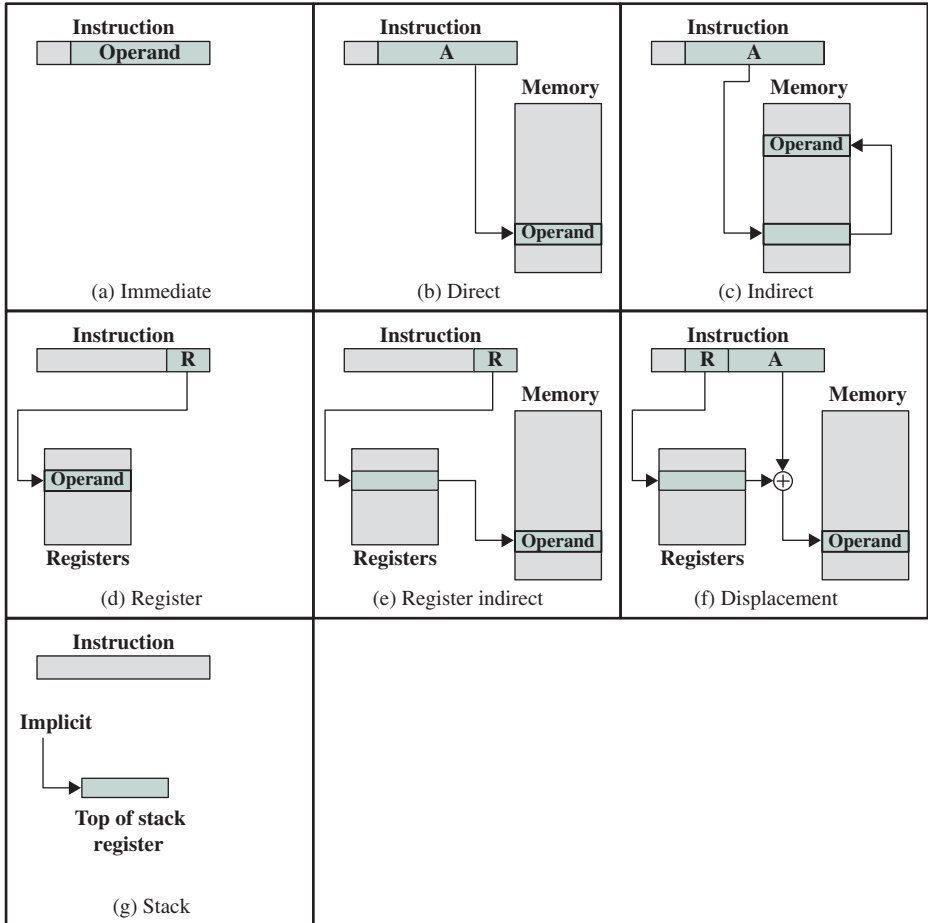 Instruction
Operand
(a) Immediate
Instruction
A
Memory
Operand
(b) Direct
Instruction
A
Memory
Operand
(c) Indirect
Instruction
R
Operand
Registers
(d) Register
Instruction
R
Memory
Operand
Registers
(e) Register indirect
Instruction
R A
Memory
+
Operand
Registers
(f) Displacement
Instruction
Implicit
Top of stack
register
(g) Stack